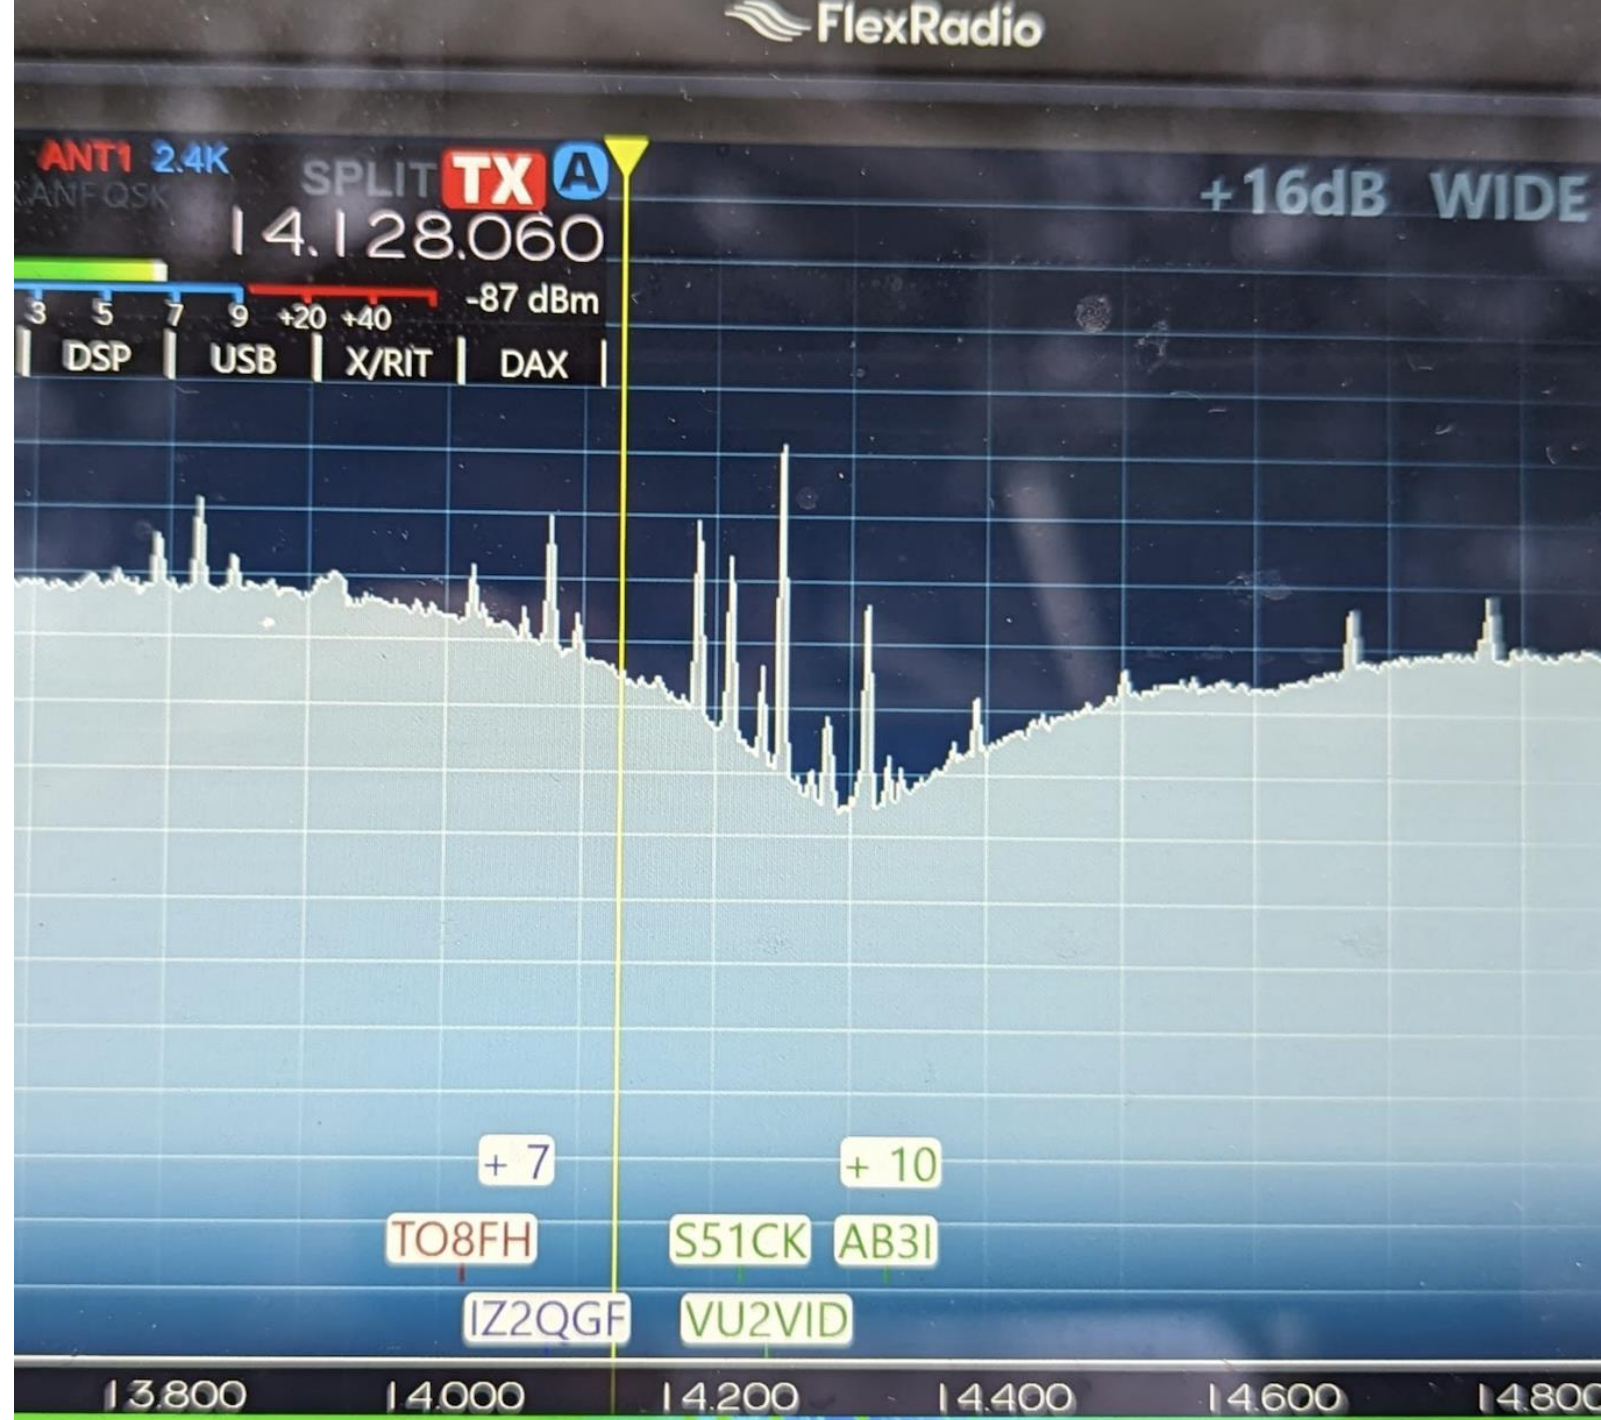 FlexRadio
ANT1 2.4K SPLIT TX A
ANF QSK
+16dB WIDE
14.128.060
-87 dBm
3 5 7 9 +20 +40
DSP USB X/RIT DAX
+ 7 + 10
TO8FH S51CK AB3I
IZ2QGF VU2VID
13.800 14.000 14.200 14.400 14.600 14.800